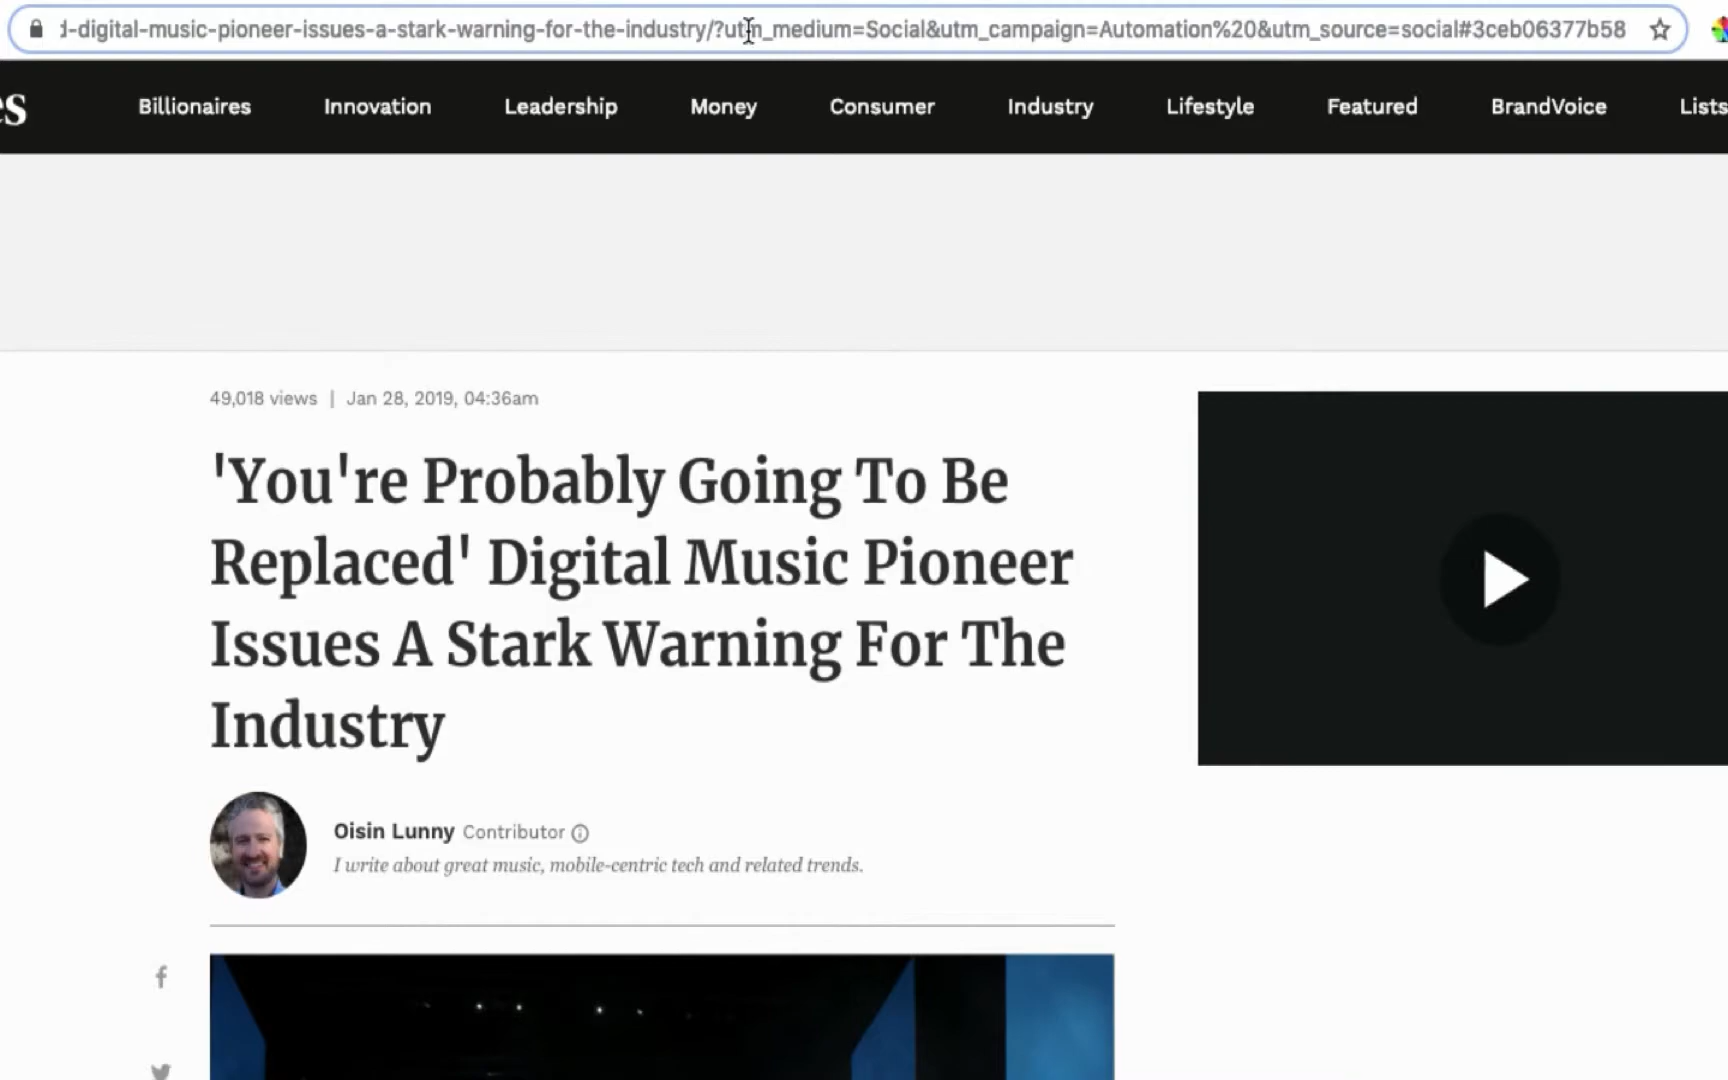 d-digital-music-pioneer-issues-a-stark-warning-for-the-industry/?utm_medium=Social&utm_campaign=Automation%20&utm_source=social#3ceb06377b58
es Billionaires Innovation Leadership Money Consumer Industry Lifestyle Featured BrandVoice Lists
49,018 views | Jan 28, 2019, 04:36am
'You're Probably Going To Be
Replaced' Digital Music Pioneer
Issues A Stark Warning For The
Industry
Oisin Lunny Contributor
I write about great music, mobile-centric tech and related trends.